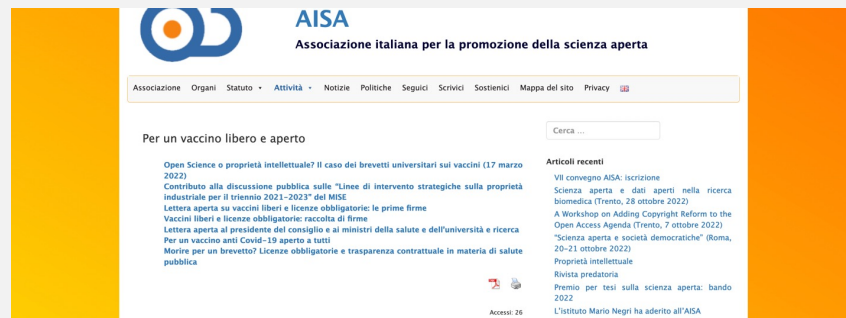 AISA
Associazione italiana per la promozione della scienza aperta
Associazione Organi Statuto Attività Notizie Politiche Seguici Scrivici Sostienici Mappa del sito Privacy
Per un vaccino libero e aperto
Open Science o proprietà intellettuale? Il caso dei brevetti universitari sui vaccini (17 marzo
2022)
Contributo alla discussione pubblica sulle “Linee di intervento strategiche sulla proprietà
industriale per il triennio 2021-2023” del MISE
Lettera aperta su vaccini liberi e licenze obbligatorie: le prime firme
Vaccini liberi e licenze obbligatorie: raccolta di firme
Lettera aperta al presidente del consiglio e ai ministri della salute e dell'università e ricerca
Per un vaccino anti Covid-19 aperto a tutti
Morire per un brevetto? Licenze obbligatorie e trasparenza contrattuale in materia di salute
pubblica
Accessi: 26
Cerca ...
Articoli recenti
VII convegno AISA: iscrizione
Scienza aperta e dati aperti nella ricerca
biomedica (Trento, 28 ottobre 2022)
A Workshop on Adding Copyright Reform to the
Open Access Agenda (Trento, 7 ottobre 2022)
“Scienza aperta e società democratiche” (Roma,
20-21 ottobre 2022)
Proprietà intellettuale
Rivista predatoria
Premio per tesi sulla scienza aperta: bando
2022
L'istituto Mario Negri ha aderito all'AISA